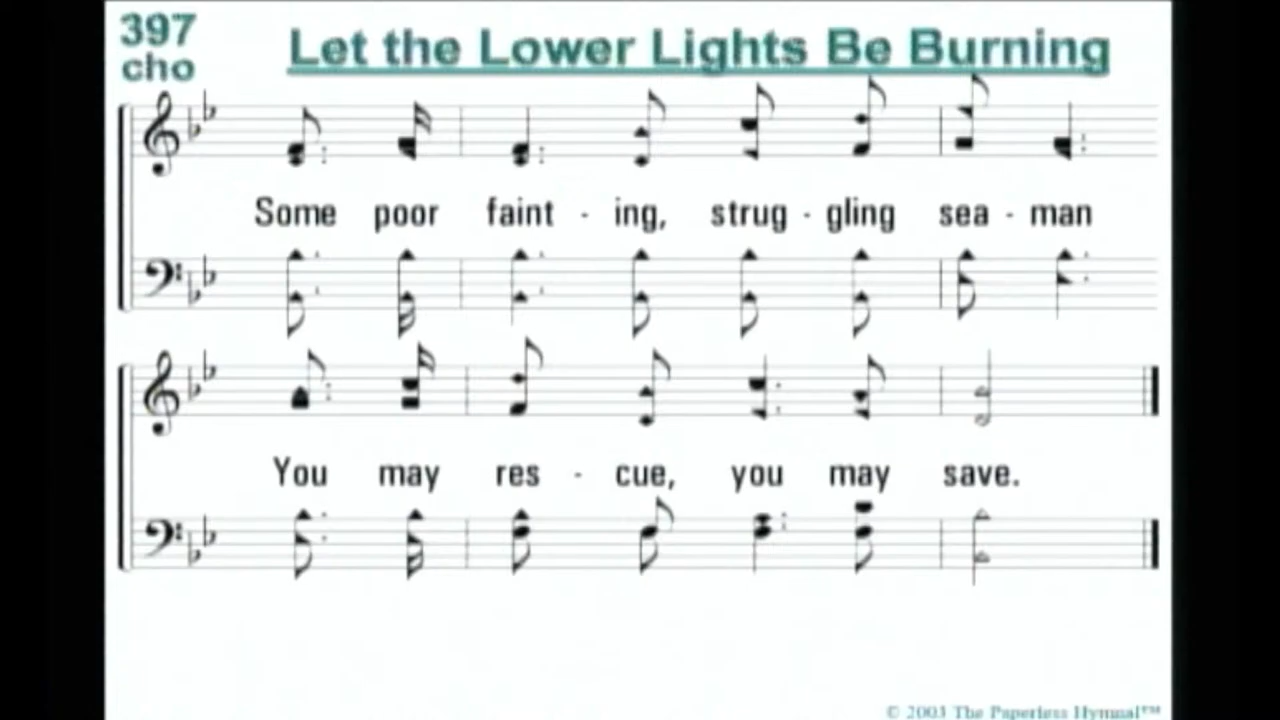 397
cho
Let the Lower Lights Be Burning
Some poor faint - ing, strug - gling sea - man
You may res - cue, you may save.
© 2003 The Paperless Hymnal™